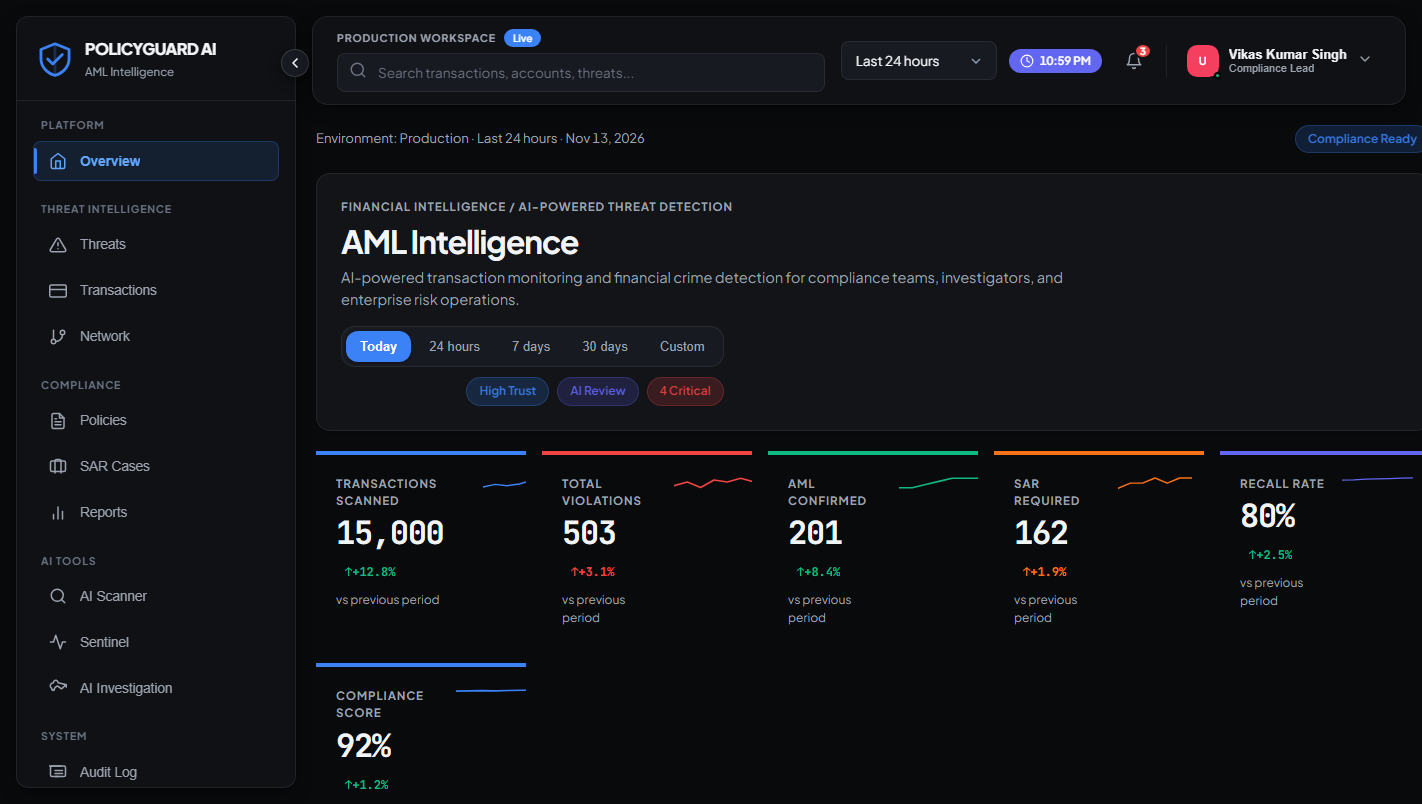 POLICYGUARD AI
AML Intelligence
PLATFORM
Overview
THREAT INTELLIGENCE
Threats
Transactions
Network
COMPLIANCE
Policies
SAR Cases
Reports
AI TOOLS
AI Scanner
Sentinel
AI Investigation
SYSTEM
Audit Log
PRODUCTION WORKSPACE Live
Search transactions, accounts, threats...
Last 24 hours
10:59 PM
3
U
Vikas Kumar Singh
Compliance Lead
Environment: Production · Last 24 hours · Nov 13, 2026
Compliance Ready
FINANCIAL INTELLIGENCE / AI-POWERED THREAT DETECTION
AML Intelligence
AI-powered transaction monitoring and financial crime detection for compliance teams, investigators, and
enterprise risk operations.
Today 24 hours 7 days 30 days Custom
High Trust AI Review 4 Critical
TRANSACTIONS
SCANNED
15,000
↑+12.8%
vs previous period
TOTAL
VIOLATIONS
503
↑+3.1%
vs previous
period
AML
CONFIRMED
201
↑+8.4%
vs previous
period
SAR
REQUIRED
162
↑+1.9%
vs previous
period
RECALL RATE
80%
↑+2.5%
vs previous
period
COMPLIANCE
SCORE
92%
↑+1.2%